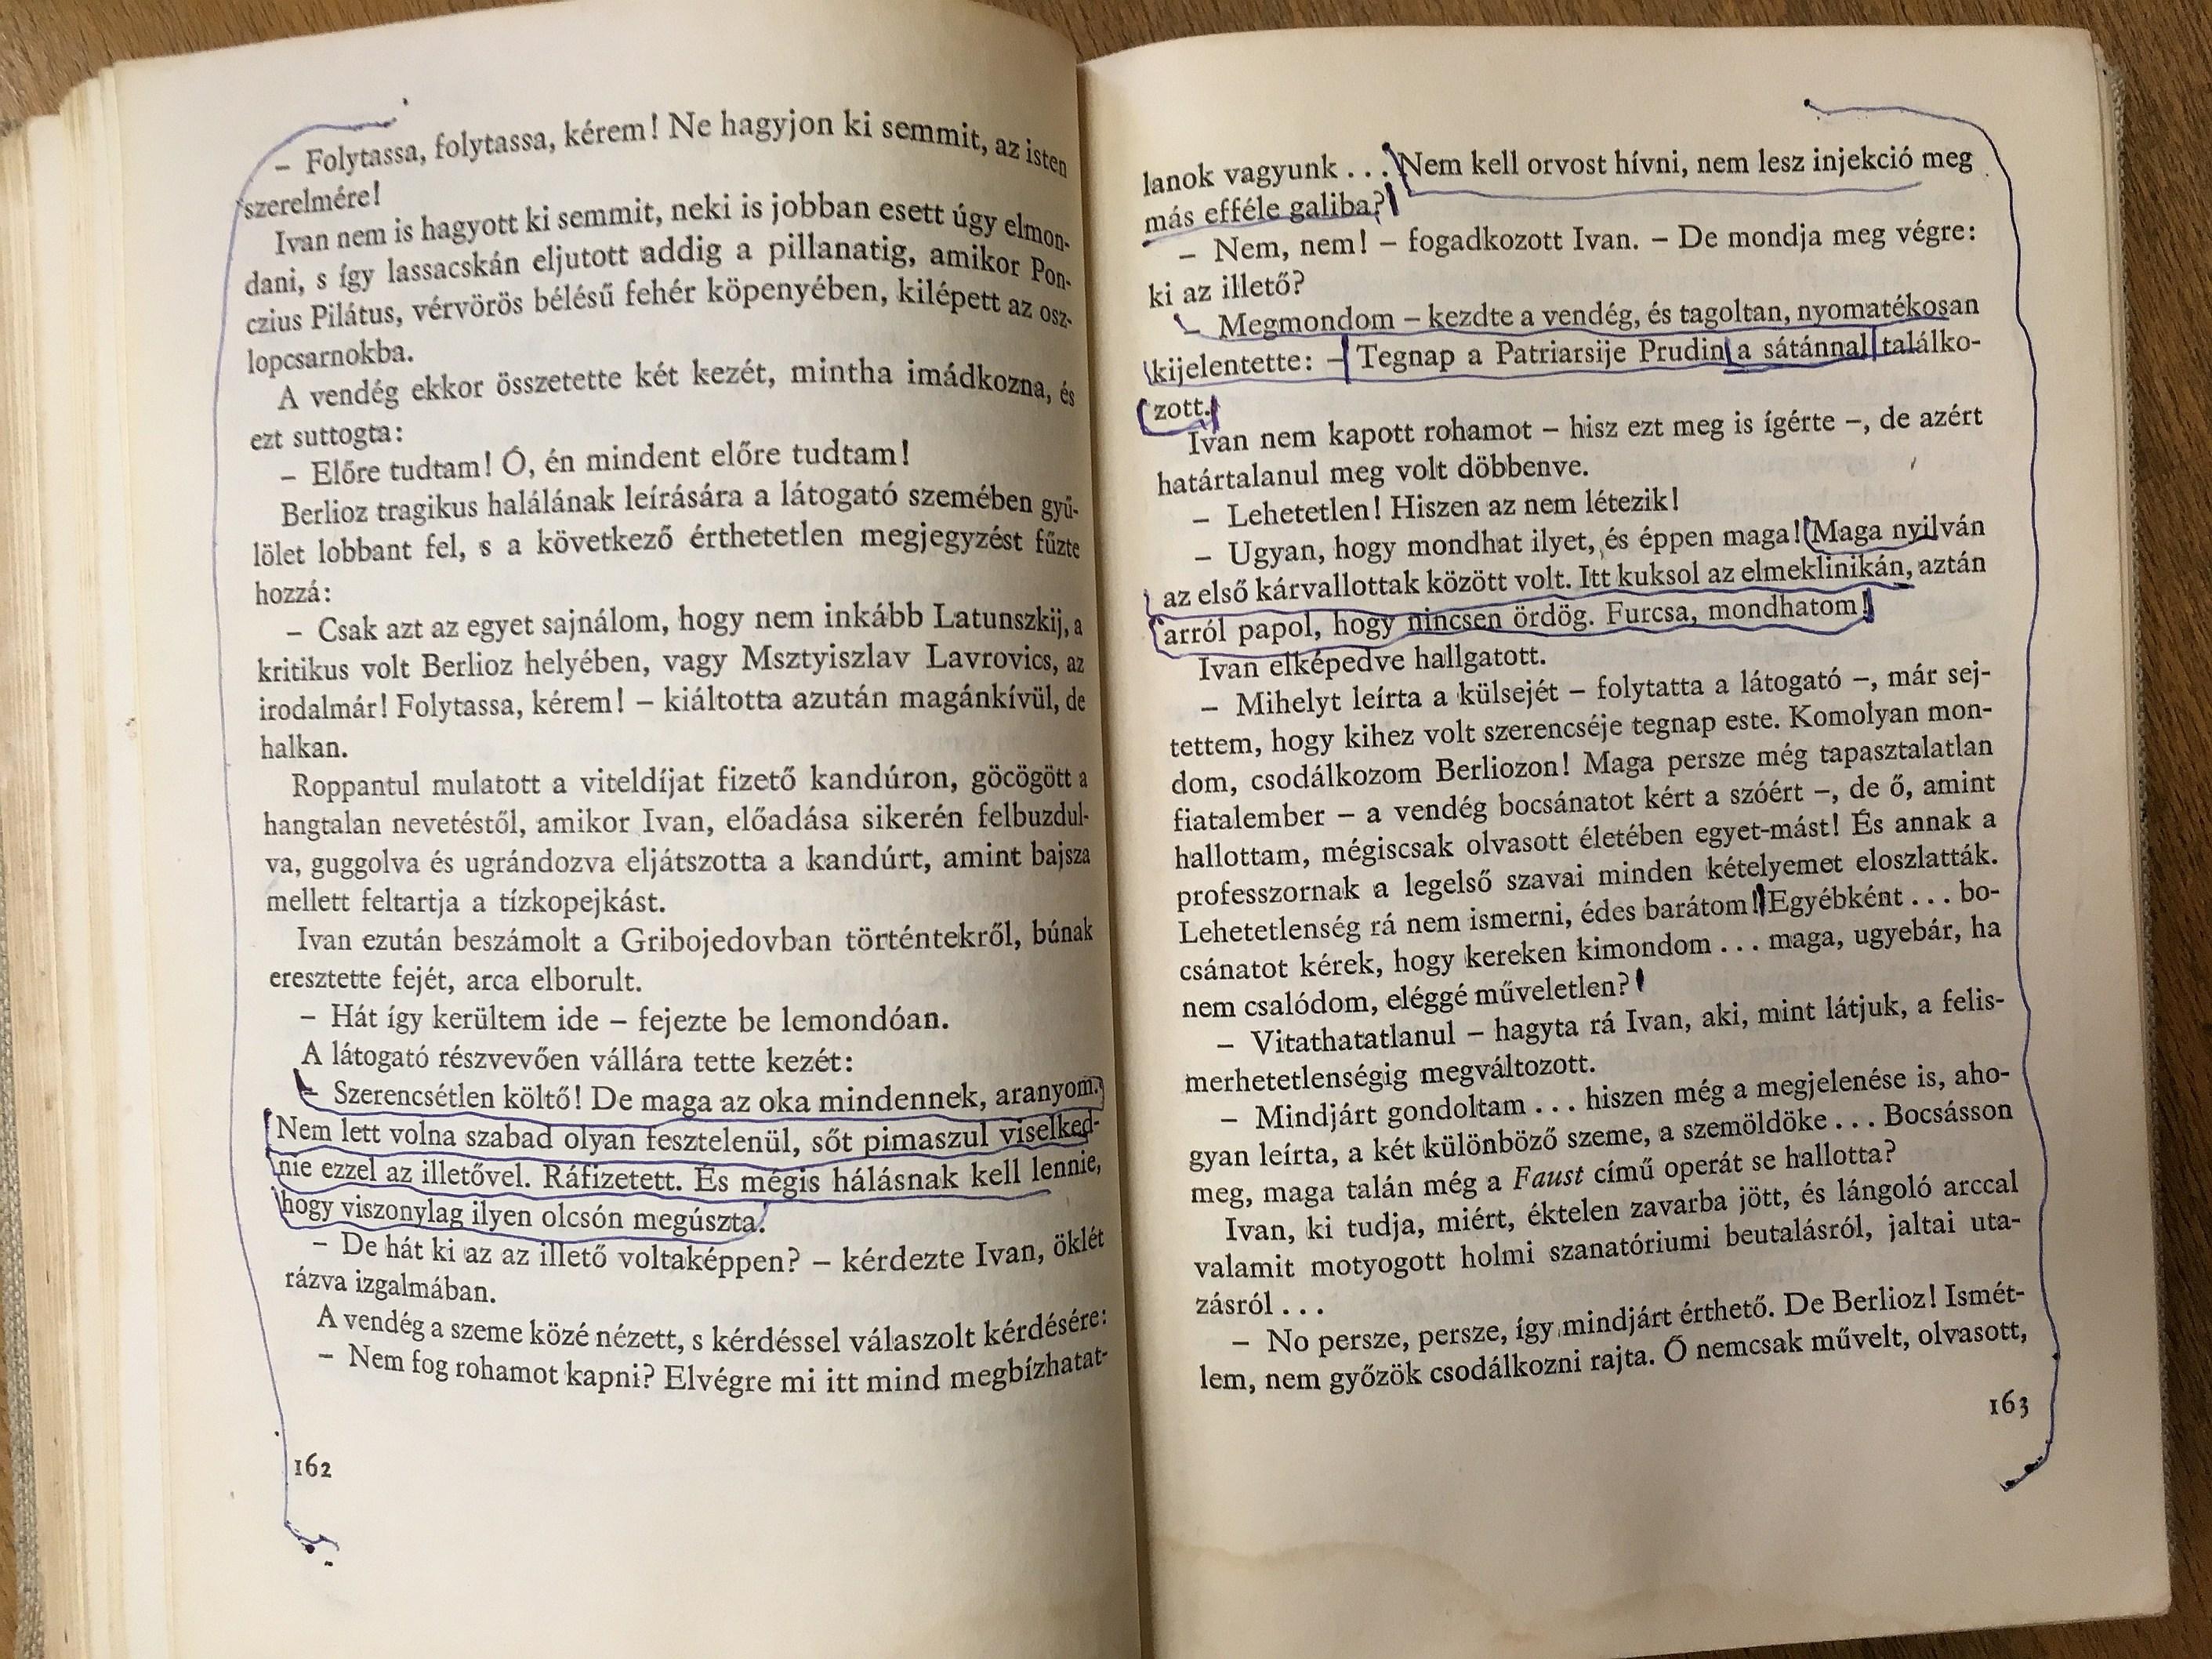 – Folytassa, folytassa, kérem! Ne hagyjon ki semmit, az isten
szerelmére!
Ivan nem is hagyott ki semmit, neki is jobban esett úgy elmon-
dani, s így lassacskán eljutott addig a pillanatig, amikor Pon-
czius Pilátus, vérvörös bélésű fehér köpenyében, kilépett az osz-
lopcsarnokba.
A vendég ekkor összetette két kezét, mintha imádkozna, és
ezt suttogta:
– Előre tudtam! Ó, én mindent előre tudtam!
Berlioz tragikus halálának leírására a látogató szemében gyű-
lölet lobbant fel, s a következő érthetetlen megjegyzést fűzte
hozzá:
– Csak azt az egyet sajnálom, hogy nem inkább Latunszkij, a
kritikus volt Berlioz helyében, vagy Msztyiszlav Lavrovics, az
irodalmár! Folytassa, kérem! – kiáltotta azután magánkívül, de
halkan.
Roppantul mulatott a viteldíjat fizető kandúron, göcögött a
hangtalan nevetéstől, amikor Ivan, előadása sikerén felbuzdul-
va, guggolva és ugrándozva eljátszotta a kandúrt, amint bajsza
mellett feltartja a tízkopejkást.
Ivan ezután beszámolt a Gribojedovban történtekről, búnak
eresztette fejét, arca elborult.
– Hát így kerültem ide – fejezte be lemondóan.
A látogató részvevően vállára tette kezét:
– Szerencsétlen költő! De maga az oka mindennek, aranyom.
Nem lett volna szabad olyan fesztelenül, sőt pimaszul viselked-
nie ezzel az illetővel. Ráfizetett. És mégis hálásnak kell lennie,
hogy viszonylag ilyen olcsón megúszta.
– De hát ki az az illető voltaképpen? – kérdezte Ivan, öklét
rázva izgalmában.
A vendég a szeme közé nézett, s kérdéssel válaszolt kérdésére:
– Nem fog rohamot kapni? Elvégre mi itt mind megbízhatat-
162
lanok vagyunk . . . Nem kell orvost hívni, nem lesz injekció meg
más efféle galiba?
– Nem, nem! – fogadkozott Ivan. – De mondja meg végre:
ki az illető?
– Megmondom – kezdte a vendég, és tagoltan, nyomatékosan
kijelentette: – Tegnap a Patriarsije Prudin a sátánnal találko-
zott.
Ivan nem kapott rohamot – hisz ezt meg is ígérte –, de azért
határtalanul meg volt döbbenve.
– Lehetetlen! Hiszen az nem létezik!
– Ugyan, hogy mondhat ilyet, és éppen maga! Maga nyilván
az első kárvallottak között volt. Itt kuksol az elmeklinikán, aztán
arról papol, hogy nincsen ördög. Furcsa, mondhatom!
Ivan elképedve hallgatott.
– Mihelyt leírta a külsejét – folytatta a látogató –, már sej-
tettem, hogy kihez volt szerencséje tegnap este. Komolyan mon-
dom, csodálkozom Berliozon! Maga persze még tapasztalatlan
fiatalember – a vendég bocsánatot kért a szóért –, de ő, amint
hallottam, mégiscsak olvasott életében egyet-mást! És annak a
professzornak a legelső szavai minden kételyemet eloszlatták.
Lehetetlenség rá nem ismerni, édes barátom! Egyébként . . . bo-
csánatot kérek, hogy kereken kimondom . . . maga, ugyebár, ha
nem csalódom, eléggé műveletlen?
– Vitathatatlanul – hagyta rá Ivan, aki, mint látjuk, a felis-
merhetetlenségig megváltozott.
– Mindjárt gondoltam . . . hiszen még a megjelenése is, aho-
gyan leírta, a két különböző szeme, a szemöldöke . . . Bocsásson
meg, maga talán még a Faust című operát se hallotta?
Ivan, ki tudja, miért, éktelen zavarba jött, és lángoló arccal
valamit motyogott holmi szanatóriumi beutalásról, jaltai uta-
zásról . . .
– No persze, persze, így mindjárt érthető. De Berlioz! Ismét-
lem, nem győzök csodálkozni rajta. Ő nemcsak művelt, olvasott,
163